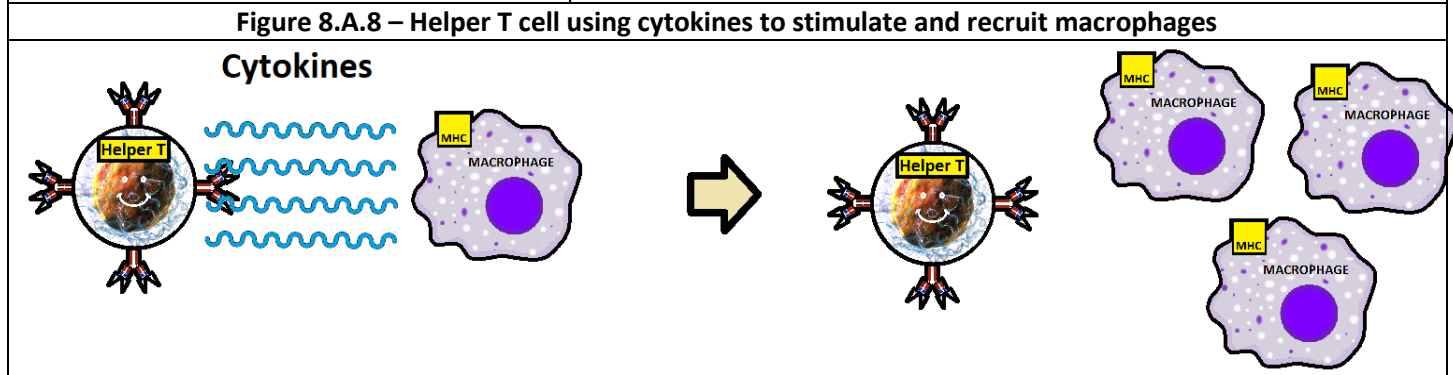 Figure 8.A.8 – Helper T cell using cytokines to stimulate and recruit macrophages
Cytokines
Helper T
MHC
MACROPHAGE
Helper T
MHC
MACROPHAGE
MHC
MACROPHAGE
MHC
MACROPHAGE